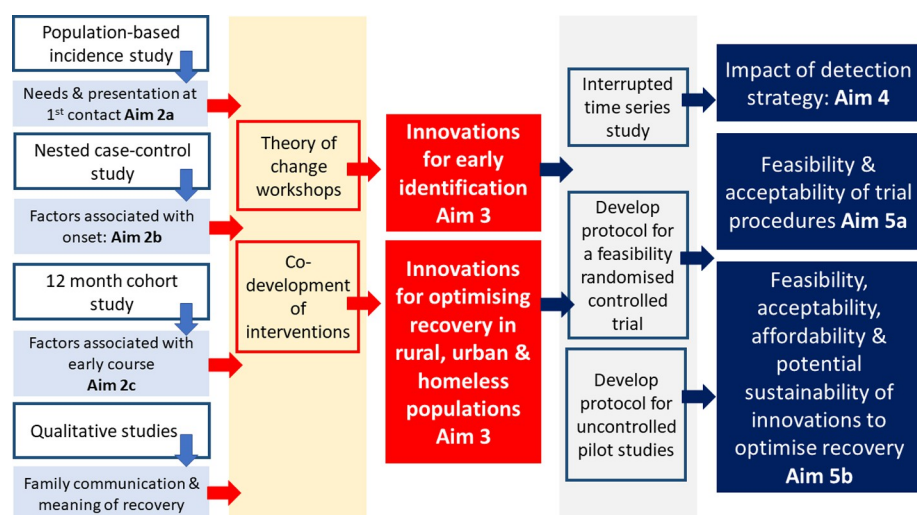 Population-based
incidence study
Needs & presentation at
1st contact Aim 2a
Nested case-control
study
Factors associated with
onset: Aim 2b
12 month cohort
study
Factors associated with
early course
Aim 2c
Qualitative studies
Family communication &
meaning of recovery
Theory of
change
workshops
Co-
development
of
interventions
Innovations
for early
identification
Aim 3
Innovations
for optimising
recovery in
rural, urban &
homeless
populations
Aim 3
Interrupted
time series
study
Develop
protocol for
a feasibility
randomised
controlled
trial
Develop
protocol for
uncontrolled
pilot studies
Impact of detection
strategy: Aim 4
Feasibility &
acceptability of trial
procedures Aim 5a
Feasibility,
acceptability,
affordability &
potential
sustainability of
innovations to
optimise recovery
Aim 5b